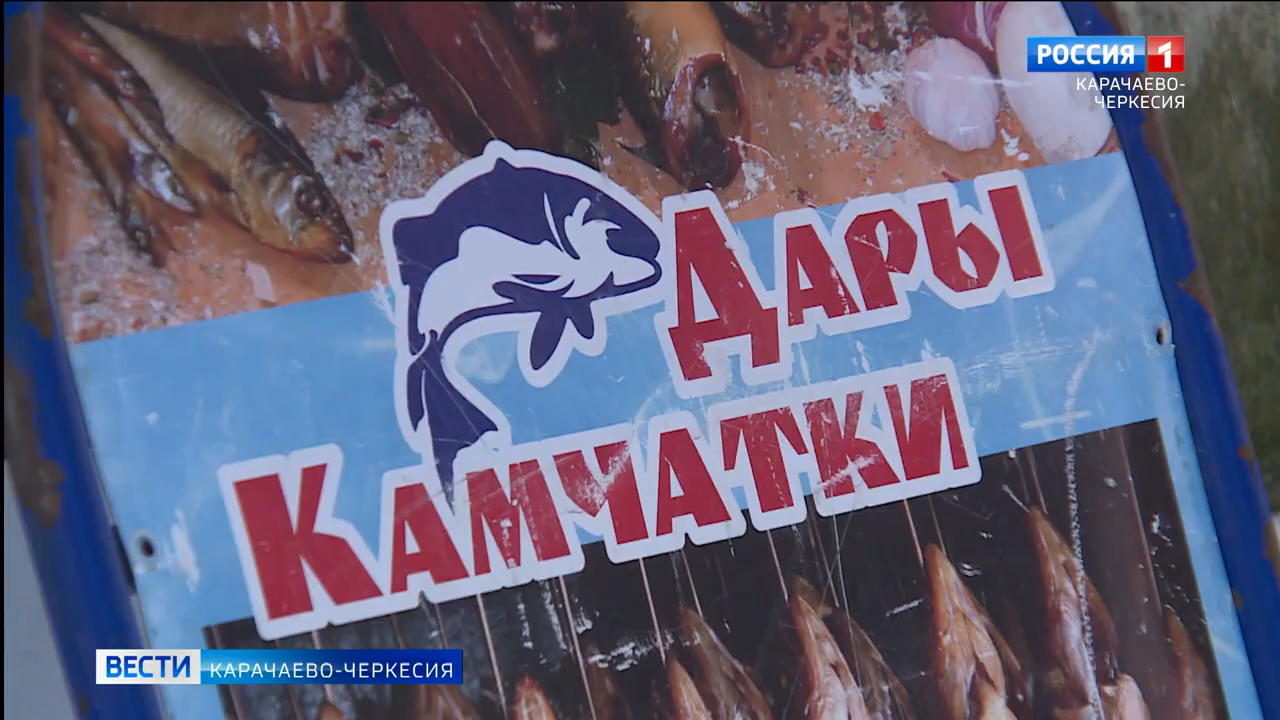 РОССИЯ 1
КАРАЧАЕВО-
ЧЕРКЕСИЯ
Дары
Камчатки
ВЕСТИ КАРАЧАЕВО-ЧЕРКЕСИЯ